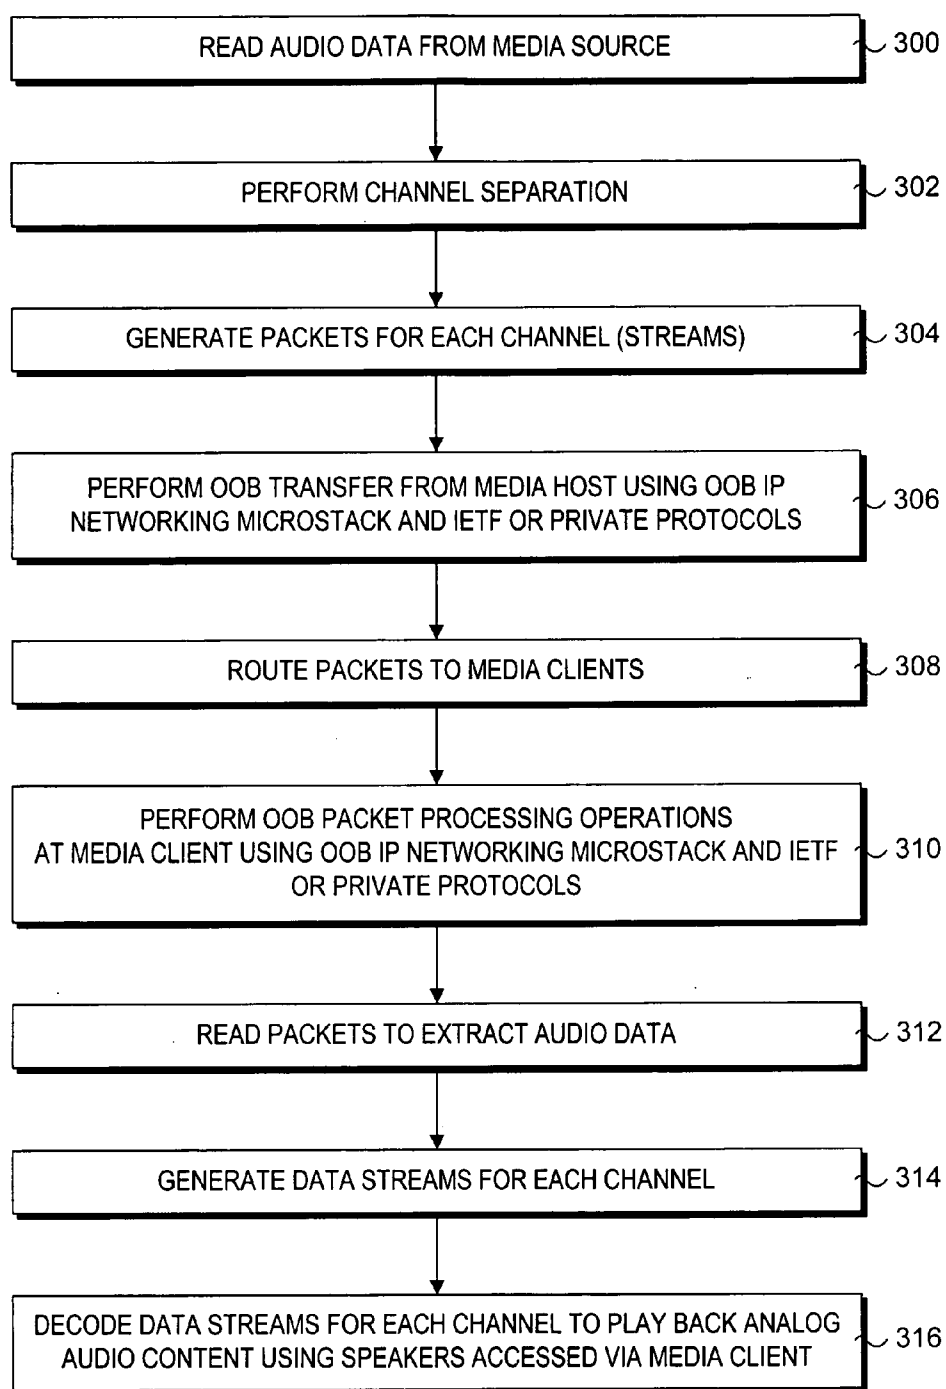 READ AUDIO DATA FROM MEDIA SOURCE
300
PERFORM CHANNEL SEPARATION
302
GENERATE PACKETS FOR EACH CHANNEL (STREAMS)
304
PERFORM OOB TRANSFER FROM MEDIA HOST USING OOB IP
NETWORKING MICROSTACK AND IETF OR PRIVATE PROTOCOLS
306
ROUTE PACKETS TO MEDIA CLIENTS
308
PERFORM OOB PACKET PROCESSING OPERATIONS
AT MEDIA CLIENT USING OOB IP NETWORKING MICROSTACK AND IETF
OR PRIVATE PROTOCOLS
310
READ PACKETS TO EXTRACT AUDIO DATA
312
GENERATE DATA STREAMS FOR EACH CHANNEL
314
DECODE DATA STREAMS FOR EACH CHANNEL TO PLAY BACK ANALOG
AUDIO CONTENT USING SPEAKERS ACCESSED VIA MEDIA CLIENT
316